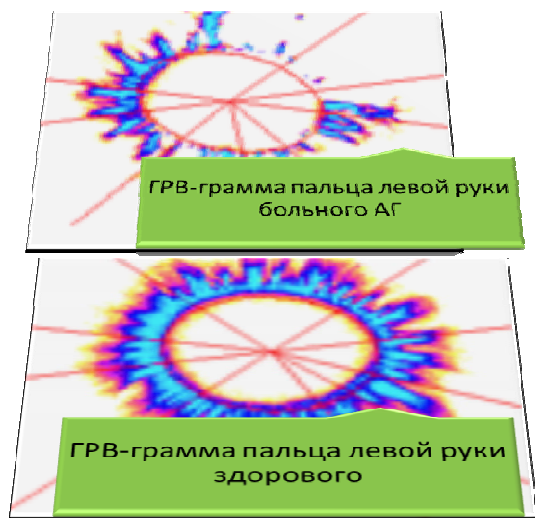 ГРВ-грамма пальца левой руки
больного АГ
ГРВ-грамма пальца левой руки
здорового